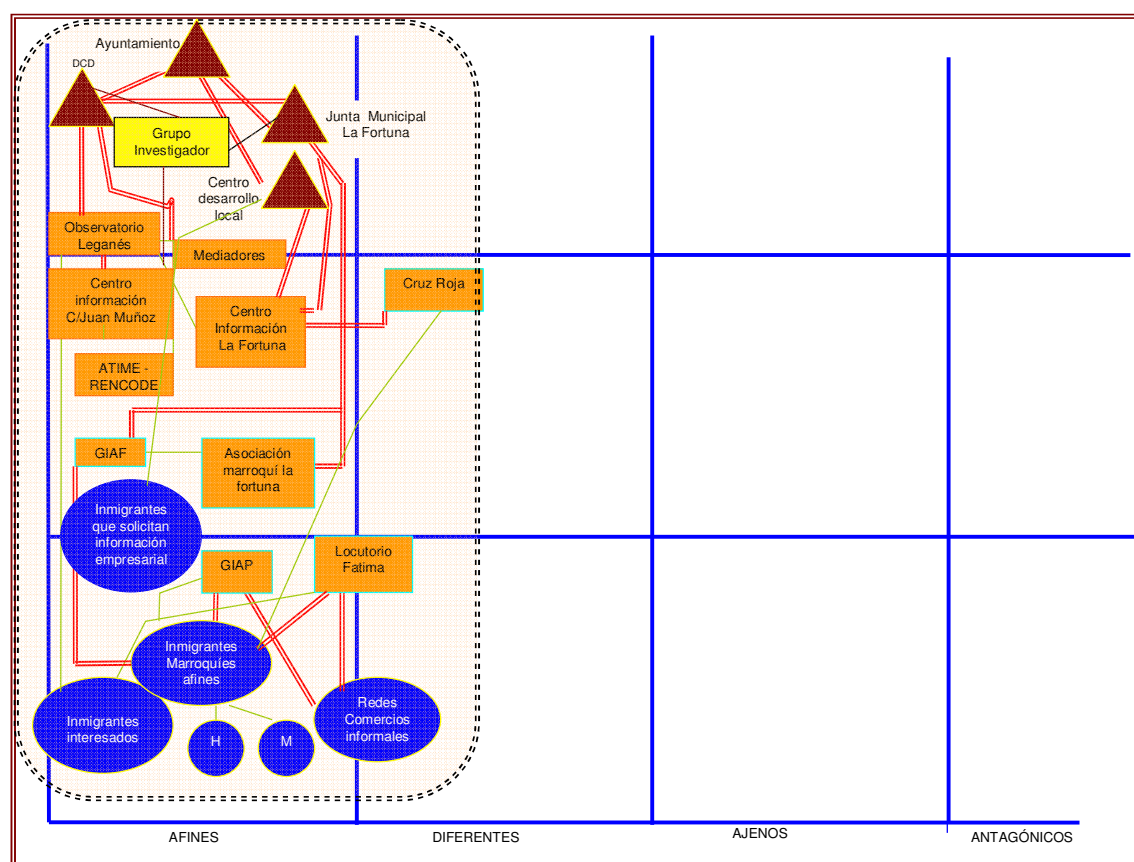 Ayuntamiento
DCD
Junta Municipal
La Fortuna
Grupo
Investigador
Centro
desarrollo
local
Observatorio
Leganés
Mediadores
Centro
información
C/Juan Muñoz
Centro
Información
La Fortuna
Cruz Roja
ATIME -
RENCODE
GIAF
Asociación
marroquí la
fortuna
Inmigrantes
que solicitan
información
empresarial
GIAP
Locutorio
Fatima
Inmigrantes
Marroquíes
afines
Inmigrantes
interesados
H
M
Redes
Comercios
informales
AFINES
DIFERENTES
AJENOS
ANTAGÓNICOS